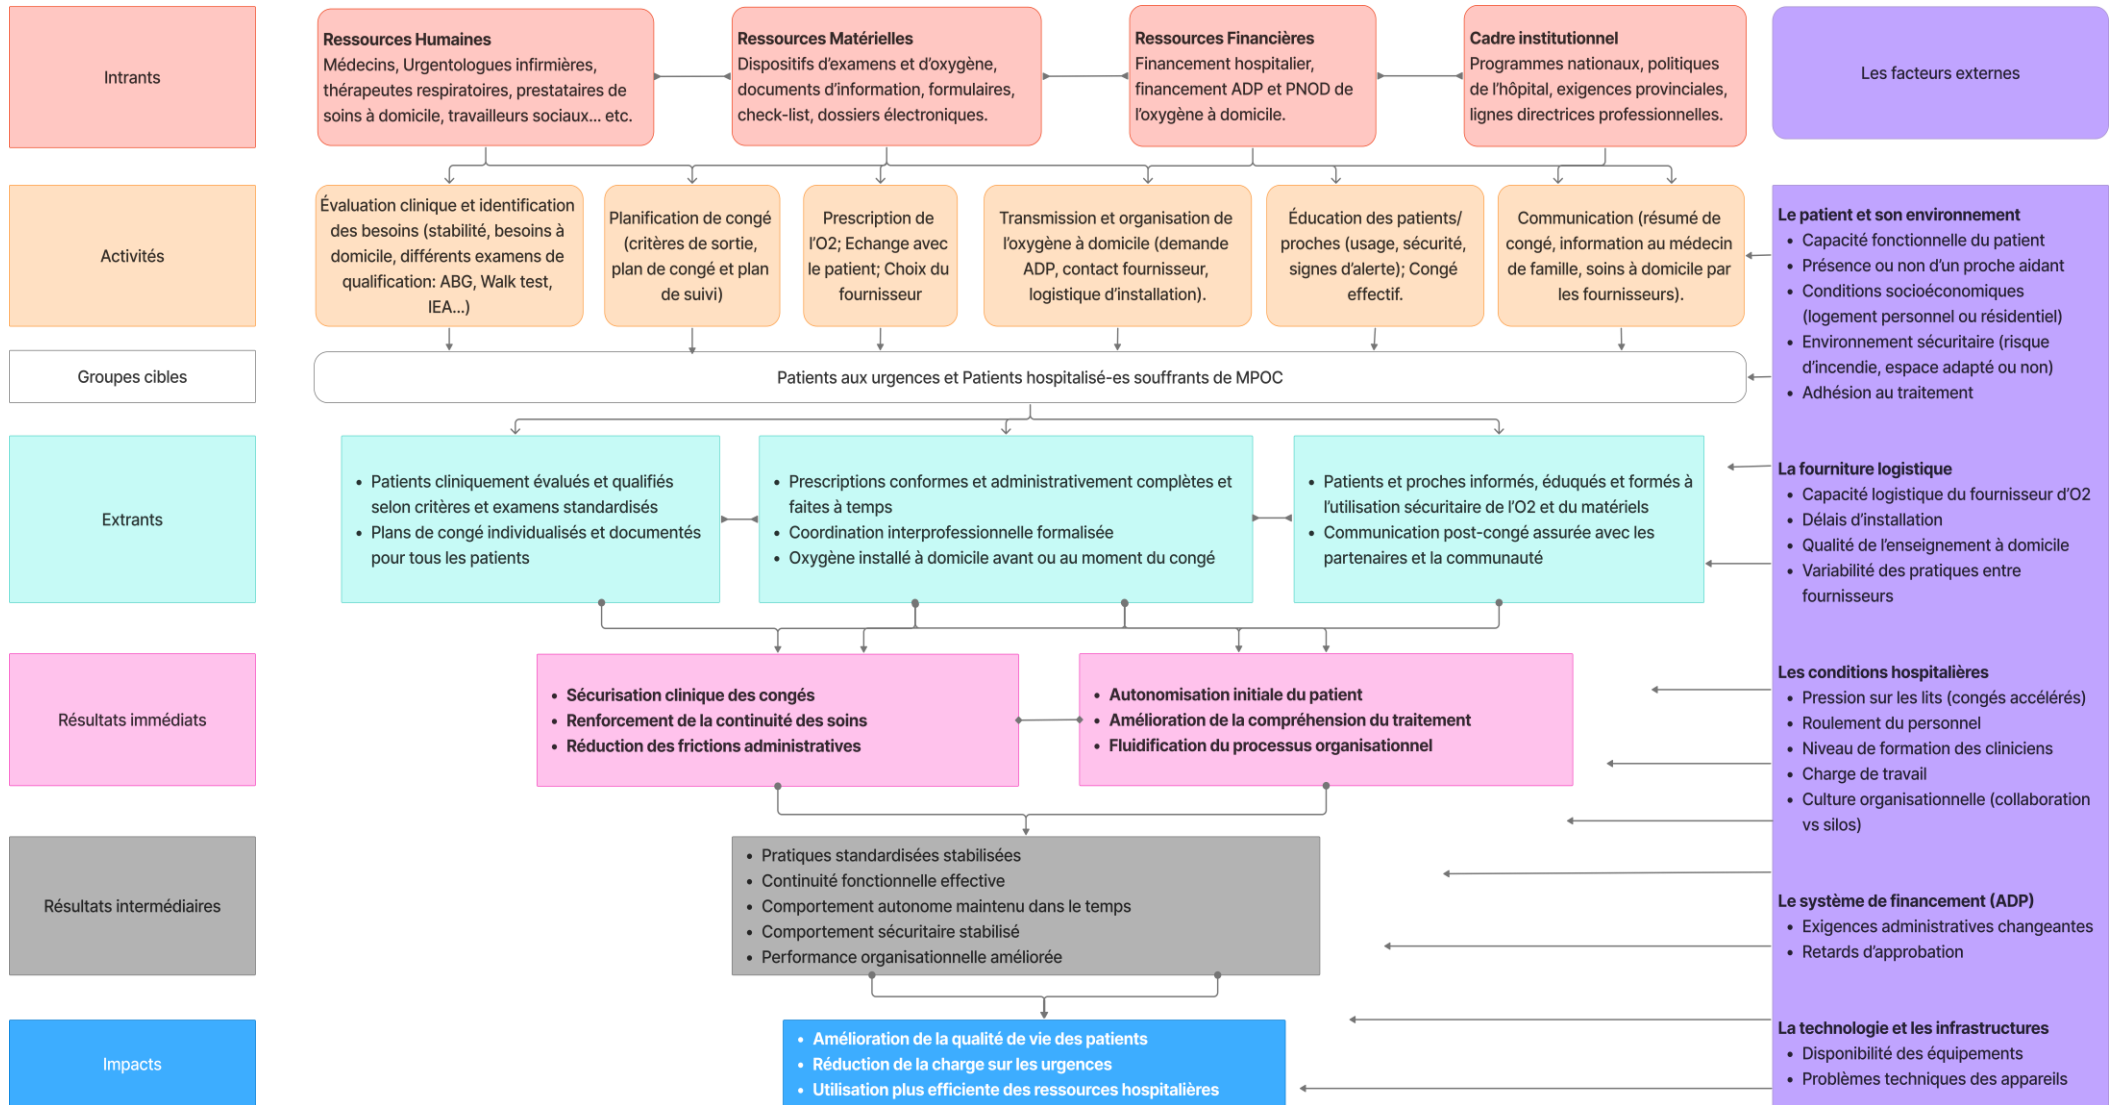 Intrants
Ressources Humaines
Médecins, Urgentologues infirmières,
thérapeutes respiratoires, prestataires de
soins à domicile, travailleurs sociaux... etc.
Ressources Matérielles
Dispositifs d’examens et d’oxygène,
documents d’information, formulaires,
check-list, dossiers électroniques.
Ressources Financières
Financement hospitalier,
financement ADP et PNOD de
l’oxygène à domicile.
Cadre institutionnel
Programmes nationaux, politiques
de l’hôpital, exigences provinciales,
lignes directrices professionnelles.
Les facteurs externes
Activités
Évaluation clinique et identification
des besoins (stabilité, besoins à
domicile, différents examens de
qualification: ABG, Walk test,
IEA...)
Planification de congé
(critères de sortie,
plan de congé et plan
de suivi)
Prescription de
l’O2; Echange avec
le patient; Choix du
fournisseur
Transmission et organisation de
l’oxygène à domicile (demande
ADP, contact fournisseur,
logistique d’installation).
Éducation des patients/
proches (usage, sécurité,
signes d’alerte); Congé
effectif.
Communication (résumé de
congé, information au médecin
de famille, soins à domicile par
les fournisseurs).
Groupes cibles
Patients aux urgences et Patients hospitalisé-es souffrants de MPOC
Extrants
• Patients cliniquement évalués et qualifiés
selon critères et examens standardisés
• Plans de congé individualisés et documentés
pour tous les patients
• Prescriptions conformes et administrativement complètes et
faites à temps
• Coordination interprofessionnelle formalisée
• Oxygène installé à domicile avant ou au moment du congé
• Patients et proches informés, éduqués et formés à
l’utilisation sécuritaire de l’O2 et du matériels
• Communication post-congé assurée avec les
partenaires et la communauté
Résultats immédiats
• Sécurisation clinique des congés
• Renforcement de la continuité des soins
• Réduction des frictions administratives
• Autonomisation initiale du patient
• Amélioration de la compréhension du traitement
• Fluidification du processus organisationnel
Résultats intermédiaires
• Pratiques standardisées stabilisées
• Continuité fonctionnelle effective
• Comportement autonome maintenu dans le temps
• Comportement sécuritaire stabilisé
• Performance organisationnelle améliorée
Impacts
• Amélioration de la qualité de vie des patients
• Réduction de la charge sur les urgences
• Utilisation plus efficiente des ressources hospitalières
Le patient et son environnement
• Capacité fonctionnelle du patient
• Présence ou non d’un proche aidant
• Conditions socioéconomiques
(logement personnel ou résidentiel)
• Environnement sécuritaire (risque
d’incendie, espace adapté ou non)
• Adhésion au traitement
La fourniture logistique
• Capacité logistique du fournisseur d’O2
• Délais d’installation
• Qualité de l’enseignement à domicile
• Variabilité des pratiques entre
fournisseurs
Les conditions hospitalières
• Pression sur les lits (congés accélérés)
• Roulement du personnel
• Niveau de formation des cliniciens
• Charge de travail
• Culture organisationnelle (collaboration
vs silos)
Le système de financement (ADP)
• Exigences administratives changeantes
• Retards d’approbation
La technologie et les infrastructures
• Disponibilité des équipements
• Problèmes techniques des appareils